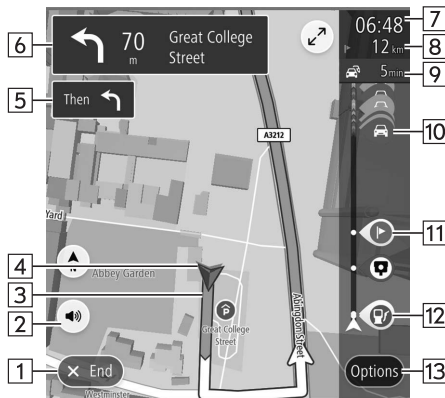 7
06:48
8
12 km
9
5 min
6
70
m
Great College
Street
5
Then
A3212
10
Yard
N
4
Abbey Garden
3
2
P
Great College
Street
Abingdon Street
11
12
1
× End
Westminster
Options
13